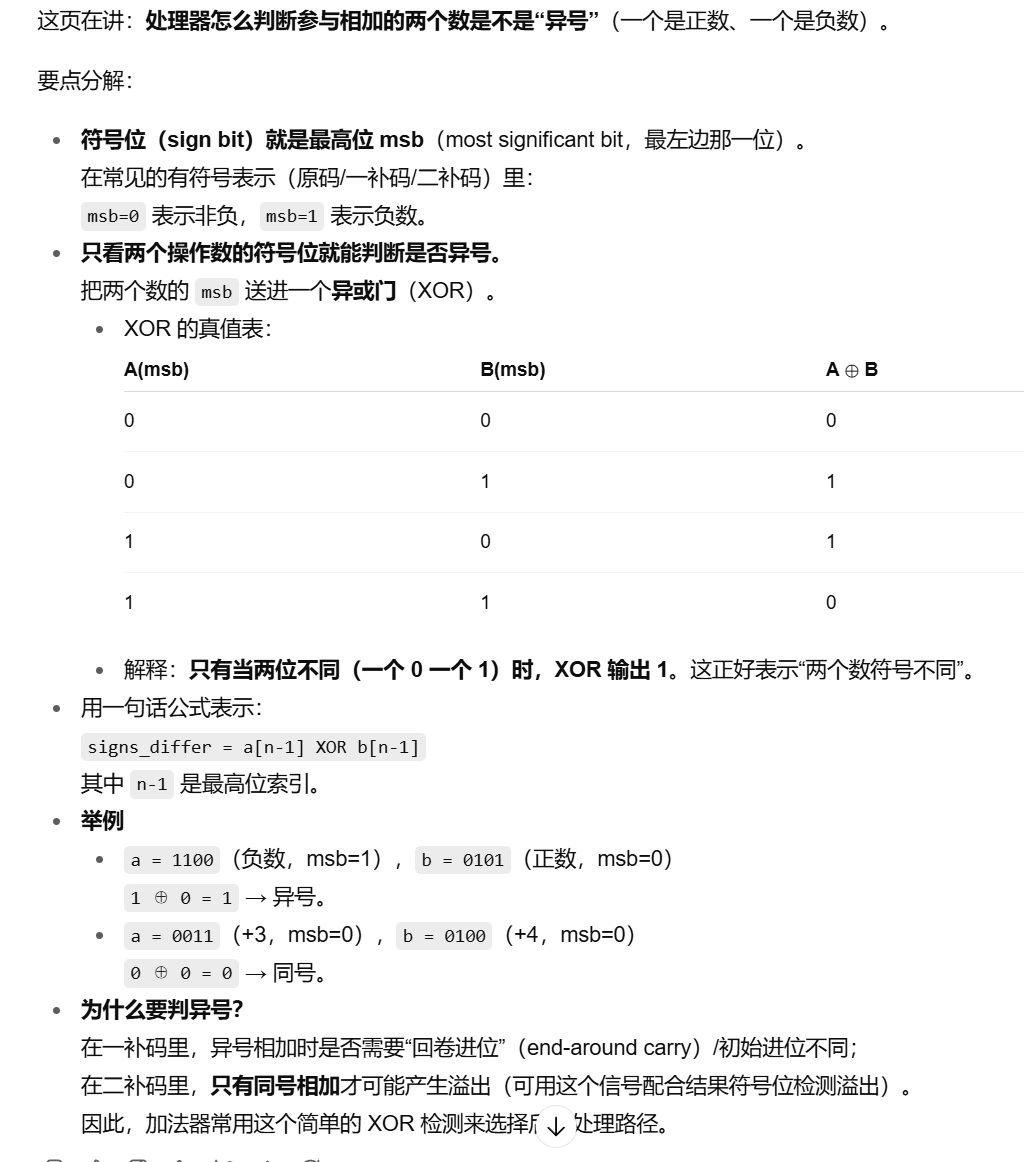 这页在讲：处理器怎么判断参与相加的两个数是不是“异号”（一个是正数、一个是负数）。
要点分解：
符号位（sign bit）就是最高位 msb（most significant bit，最左边那一位）。
在常见的有符号表示（原码/一补码/二补码）里：
msb=0 表示非负，msb=1 表示负数。
只看两个操作数的符号位就能判断是否异号。
把两个数的 msb 送进一个异或门（XOR）。
XOR 的真值表：
A(msb) B(msb) A ⊕ B
0 0 0
0 1 1
1 0 1
1 1 0
解释：只有当两位不同（一个 0 一个 1）时，XOR 输出 1。这正好表示“两个数符号不同”。
用一句话公式表示：
signs_differ = a[n-1] XOR b[n-1]
其中 n-1 是最高位索引。
举例
a = 1100（负数，msb=1），b = 0101（正数，msb=0）
1 ⊕ 0 = 1 → 异号。
a = 0011（+3，msb=0），b = 0100（+4，msb=0）
0 ⊕ 0 = 0 → 同号。
为什么要判异号？
在一补码里，异号相加时是否需要“回卷进位”（end-around carry）/初始进位不同；
在二补码里，只有同号相加才可能产生溢出（可用这个信号配合结果符号位检测溢出）。
因此，加法器常用这个简单的 XOR 检测来选择 处理路径。